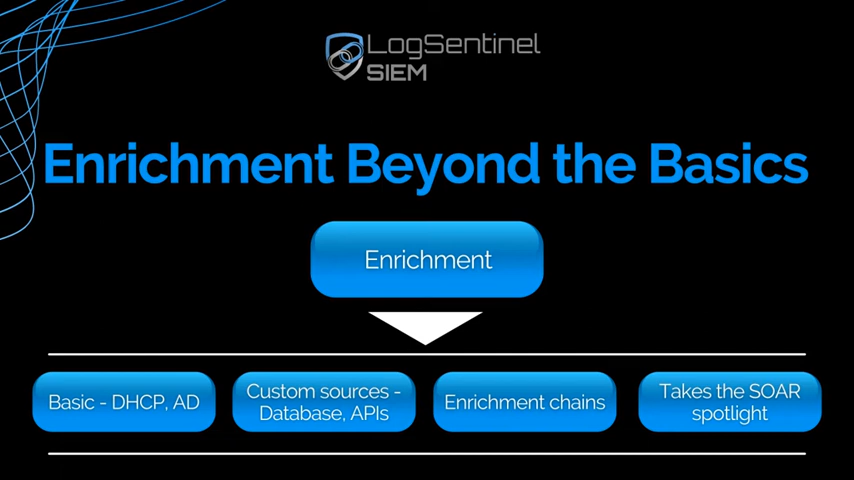 LogSentinel
SIEM
Enrichment Beyond the Basics
Enrichment
Basic - DHCP, AD
Custom sources -
Database, APIs
Enrichment chains
Takes the SOAR
spotlight